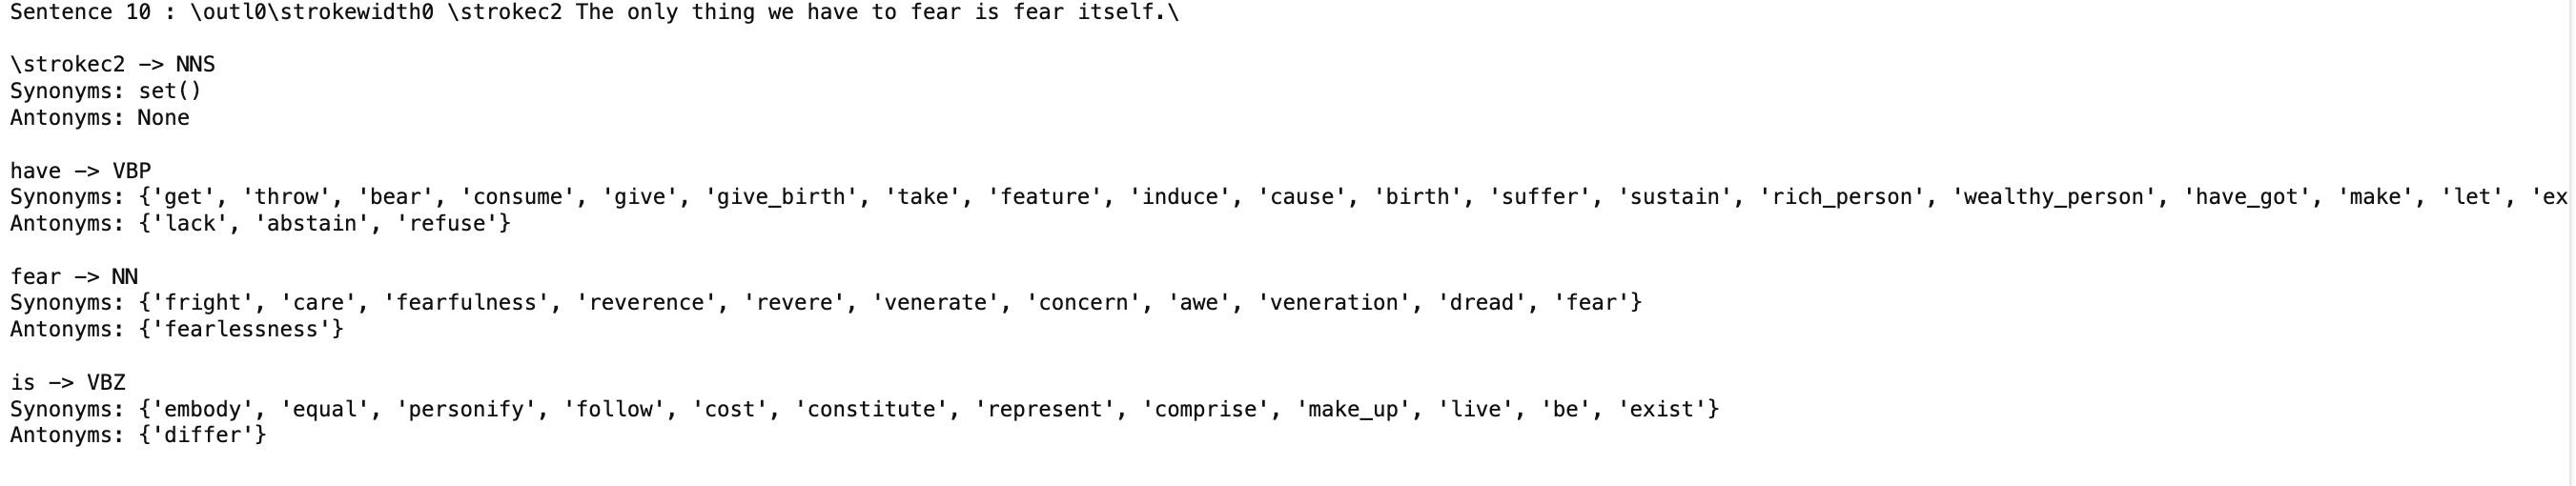 Sentence 10 : \outl0\strokewidth0 \strokec2 The only thing we have to fear is fear itself.\
\strokec2 -> NNS
Synonyms: set()
Antonyms: None
have -> VBP
Synonyms: {'get', 'throw', 'bear', 'consume', 'give', 'give_birth', 'take', 'feature', 'induce', 'cause', 'birth', 'suffer', 'sustain', 'rich_person', 'wealthy_person', 'have_got', 'make', 'let', 'ex
Antonyms: {'lack', 'abstain', 'refuse'}
fear -> NN
Synonyms: {'fright', 'care', 'fearfulness', 'reverence', 'revere', 'venerate', 'concern', 'awe', 'veneration', 'dread', 'fear'}
Antonyms: {'fearlessness'}
is -> VBZ
Synonyms: {'embody', 'equal', 'personify', 'follow', 'cost', 'constitute', 'represent', 'comprise', 'make_up', 'live', 'be', 'exist'}
Antonyms: {'differ'}